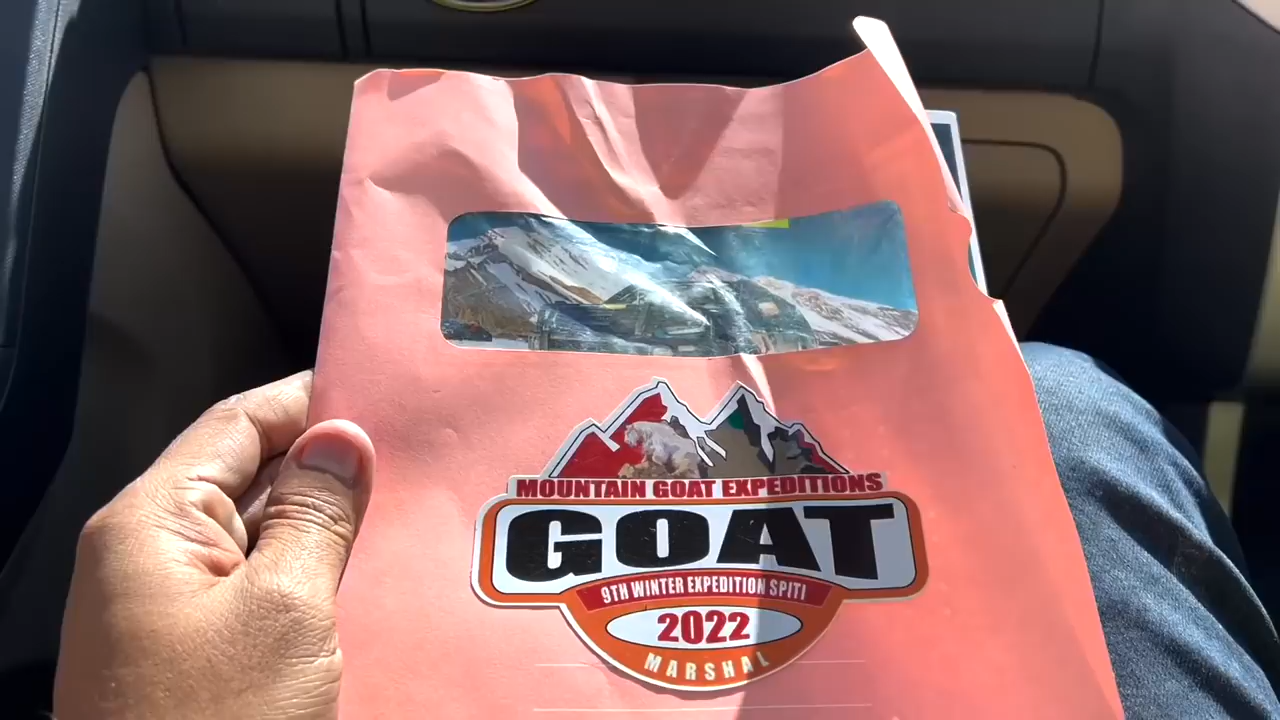 MOUNTAIN GOAT EXPEDITIONS
GOAT
9TH WINTER EXPEDITION SPITI
2022
MARSHAL